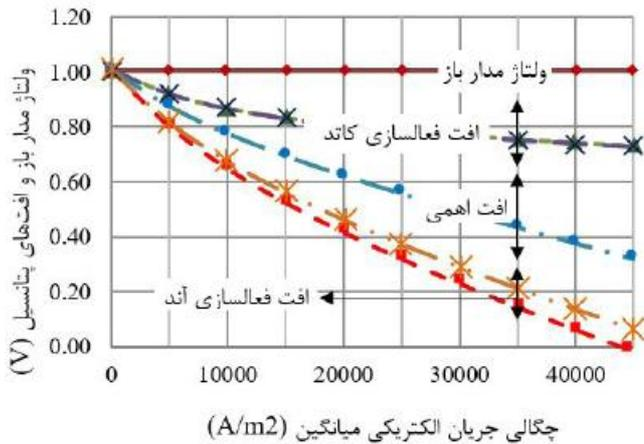 1.20
1.00
0.80
0.60
0.40
0.20
0.00
ولتاژ مدار باز و افت‌های پتانسیل (V)
ولتاژ مدار باز
افت فعالسازی کاتد
افت اهمی
افت فعالسازی آند
0 10000 20000 30000 40000
چگالی جریان الکتریکی میانگین (A/m2)